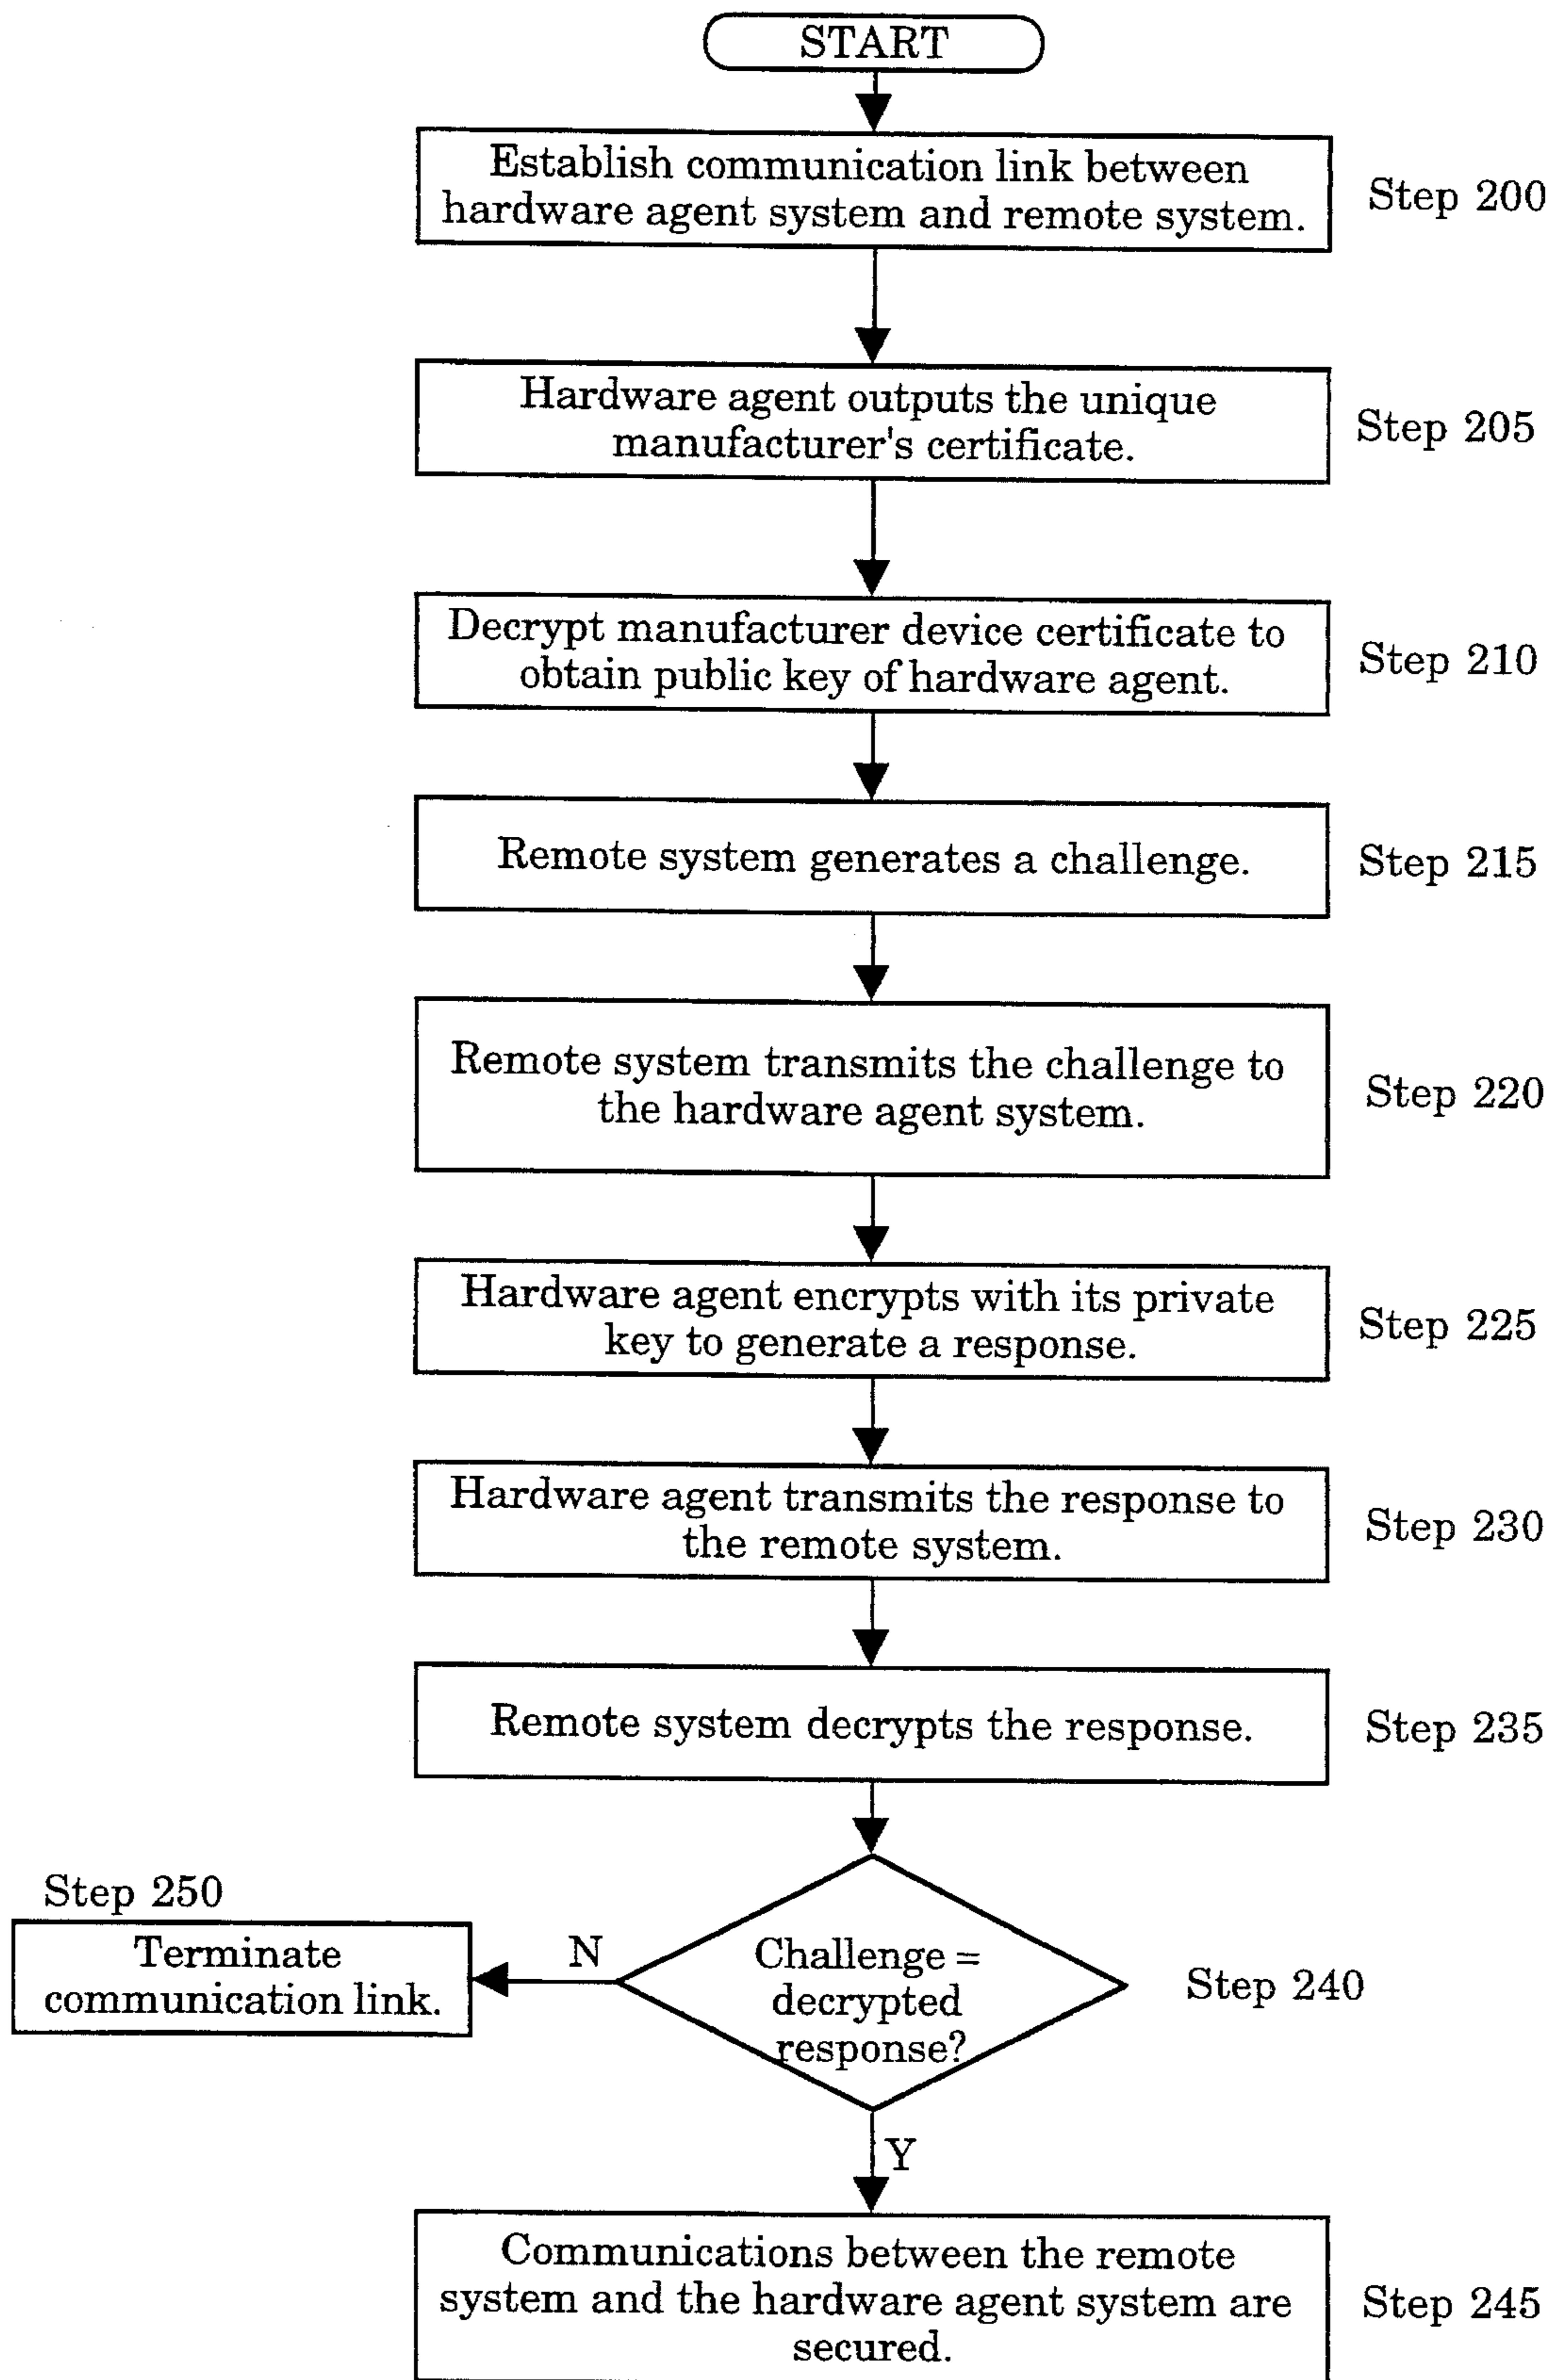 START
Establish communication link between
hardware agent system and remote system.
Step 200
Hardware agent outputs the unique
manufacturer's certificate.
Step 205
Decrypt manufacturer device certificate to
obtain public key of hardware agent.
Step 210
Remote system generates a challenge.
Step 215
Remote system transmits the challenge to
the hardware agent system.
Step 220
Hardware agent encrypts with its private
key to generate a response.
Step 225
Hardware agent transmits the response to
the remote system.
Step 230
Remote system decrypts the response.
Step 235
Step 250
Terminate
communication link.
N
Challenge =
decrypted
response?
Step 240
Y
Communications between the remote
system and the hardware agent system are
secured.
Step 245